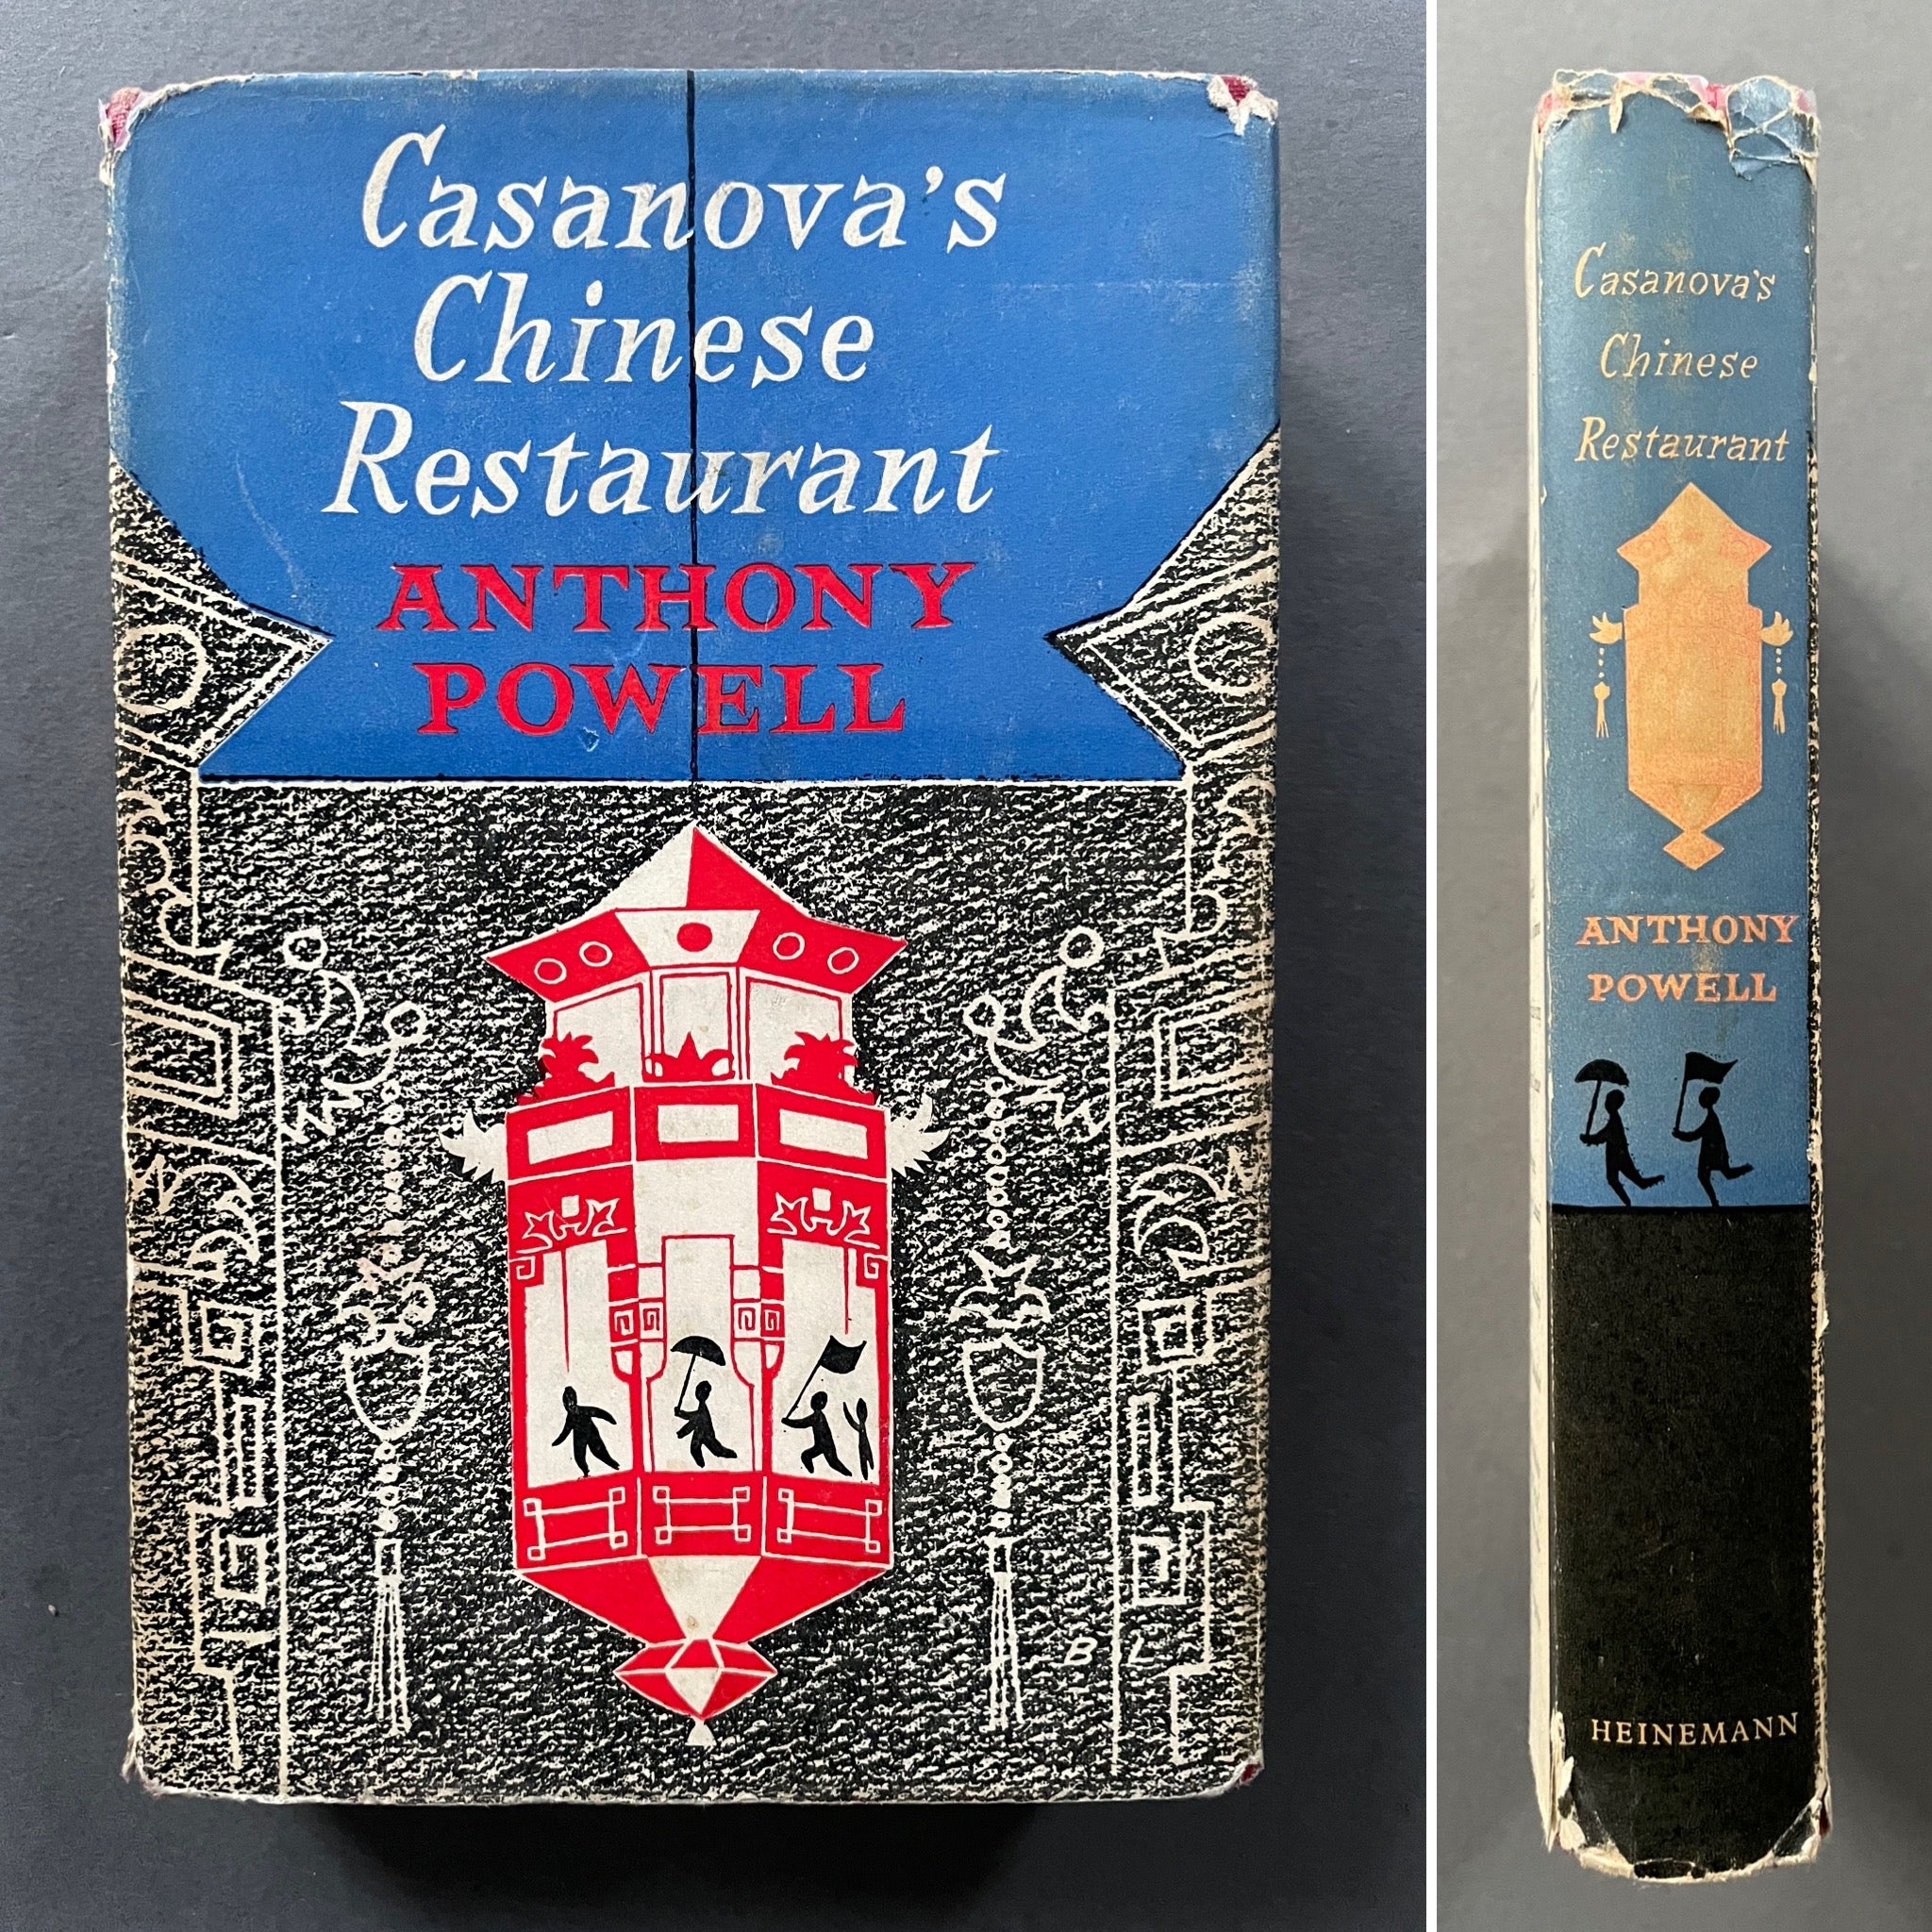 Casanova's
Chinese
Restaurant
ANTHONY
POWELL
B L
Casanova's
Chinese
Restaurant
ANTHONY
POWELL
HEINEMANN